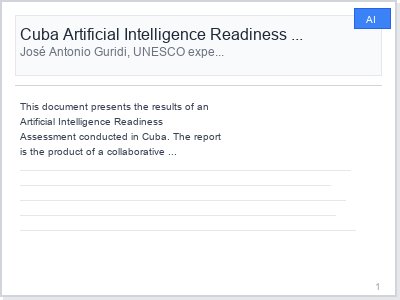 AI
Cuba Artificial Intelligence Readiness ...
José Antonio Guridi, UNESCO expe...
This document presents the results of an
Artificial Intelligence Readiness
Assessment conducted in Cuba. The report
is the product of a collaborative ...
1